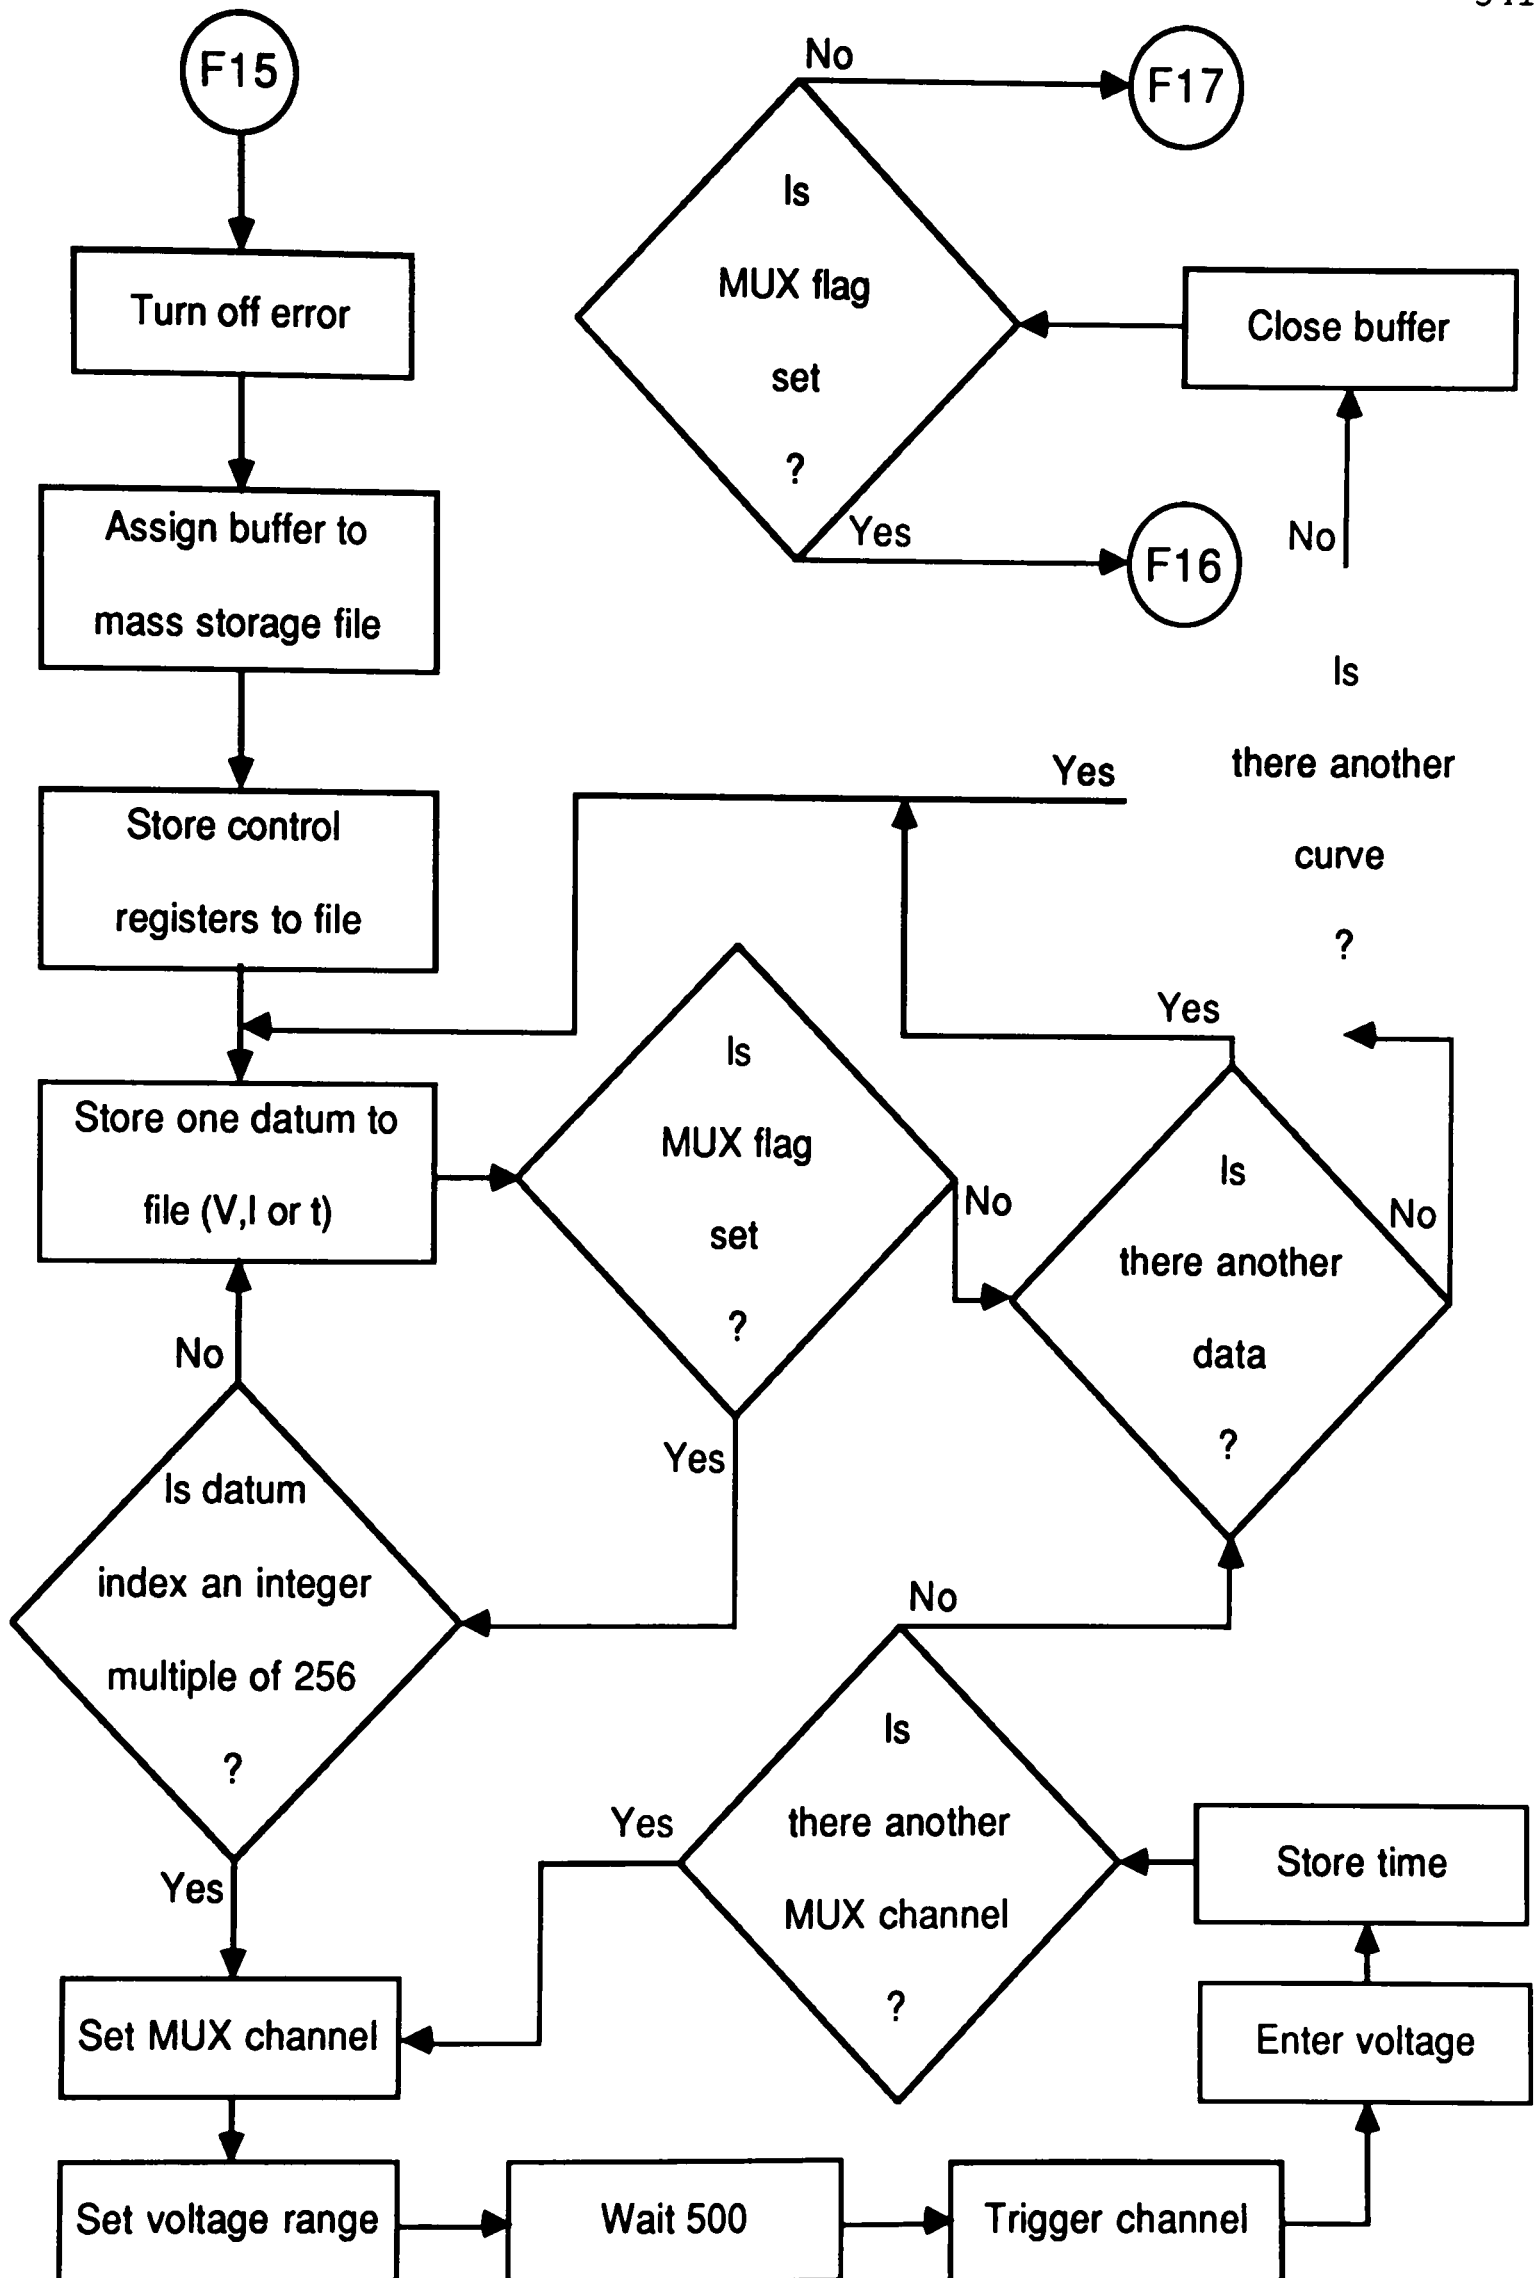 F15
Turn off error
Assign buffer to
mass storage file
Store control
registers to file
Store one datum to
file (V,I or t)
No
Is datum
index an integer
multiple of 256
?
Yes
Set MUX channel
Set voltage range
Wait 500
Trigger channel
Enter voltage
Store time
Is
there another
MUX channel
?
Yes
No
Is
MUX flag
set
?
No
Yes
Is
there another
data
?
Yes
No
Is
there another
curve
?
Yes
No
Close buffer
Is
MUX flag
set
?
No
F17
Yes
F16